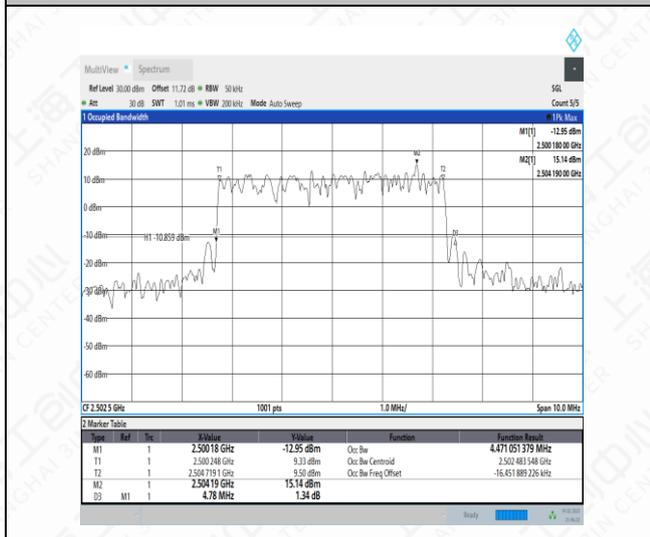 MultiView Spectrum
Ref Level 30.00 dBm Offset 11.72 dB RBW 50 kHz SGL
Att 30 dB SWT 1.01 ms VBW 200 kHz Mode Auto Sweep Count 5/5
1 Occupied Bandwidth 1Pk Max
M1[1] -12.95 dBm
2.500 180 00 GHz
M2[1] 15.14 dBm
2.504 190 00 GHz
20 dBm
M2
T1 T2
10 dBm
0 dBm
-10 dBm
H1 -10.859 dBm
M1
D3
-20 dBm
-30 dBm
-40 dBm
-50 dBm
-60 dBm
CF 2.502 5 GHz 1001 pts 1.0 MHz/ Span 10.0 MHz
2 Marker Table
Type Ref Trc X-Value Y-Value Function Function Result
M1 1 2.500 18 GHz -12.95 dBm Occ Bw 4.471 051 379 MHz
T1 1 2.500 248 GHz 9.33 dBm Occ Bw Centroid 2.502 483 548 GHz
T2 1 2.504 719 1 GHz 9.50 dBm Occ Bw Freq Offset -16.451 889 226 kHz
M2 1 2.504 19 GHz 15.14 dBm
D3 M1 1 4.78 MHz 1.34 dB
Ready